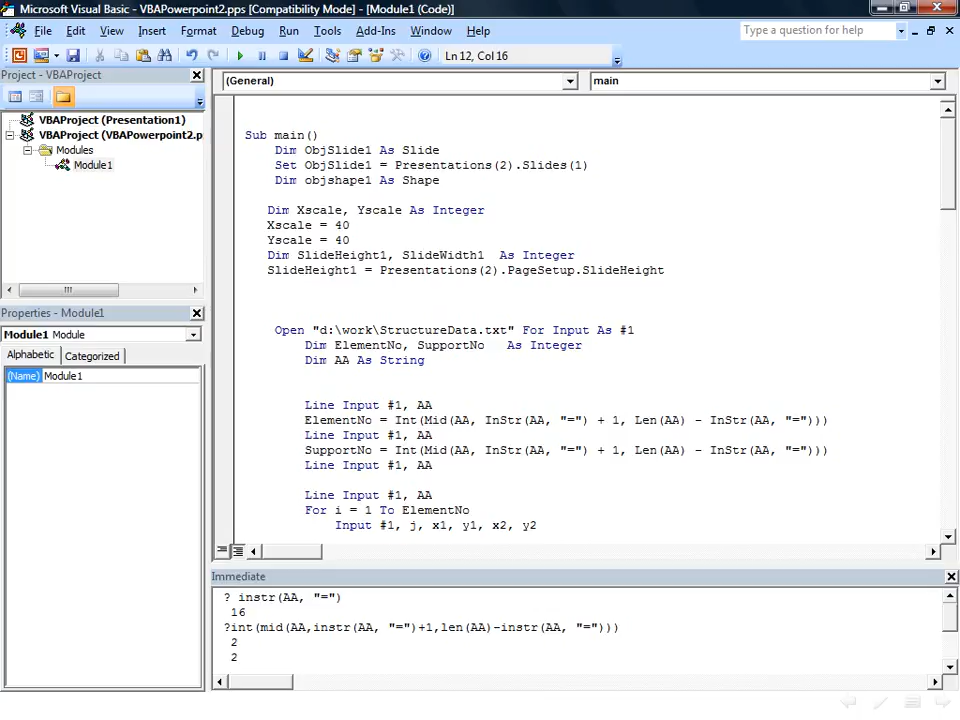 Microsoft Visual Basic - VBAPowerpoint2.pps [Compatibility Mode] - [Module1 (Code)]
File Edit View Insert Format Debug Run Tools Add-Ins Window Help
Type a question for help
Ln 12, Col 16
Project - VBAProject
(General)
main
VBAProject (Presentation1)
VBAProject (VBAPowerpoint2.p
Modules
Module1
Properties - Module1
Module1 Module
Alphabetic Categorized
(Name) Module1
Sub main()
Dim ObjSlide1 As Slide
Set ObjSlide1 = Presentations(2).Slides(1)
Dim objshape1 As Shape
Dim Xscale, Yscale As Integer
Xscale = 40
Yscale = 40
Dim SlideHeight1, SlideWidth1  As Integer
SlideHeight1 = Presentations(2).PageSetup.SlideHeight
Open "d:\work\StructureData.txt" For Input As #1
Dim ElementNo, SupportNo   As Integer
Dim AA As String
Line Input #1, AA
ElementNo = Int(Mid(AA, InStr(AA, "=") + 1, Len(AA) - InStr(AA, "=")))
Line Input #1, AA
SupportNo = Int(Mid(AA, InStr(AA, "=") + 1, Len(AA) - InStr(AA, "=")))
Line Input #1, AA
Line Input #1, AA
For i = 1 To ElementNo
Input #1, j, x1, y1, x2, y2
Immediate
? instr(AA, "=")
16
?int(mid(AA,instr(AA, "=")+1,len(AA)-instr(AA, "=")))
2
2